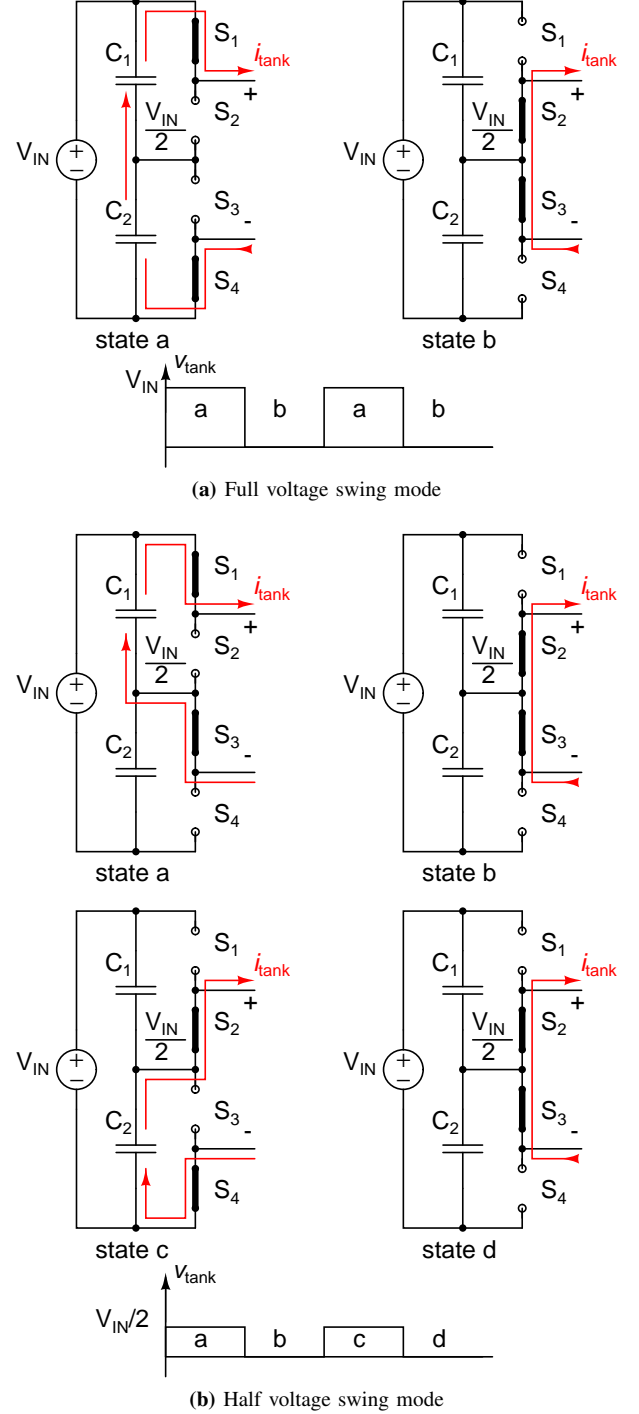 C1
S1
itank
+
VIN/2
S2
VIN
+
−
C2
S3
-
S4
state a
C1
S1
itank
+
VIN/2
S2
VIN
+
−
C2
S3
-
S4
state b
VIN
vtank
a b a b
(a) Full voltage swing mode
C1
S1
itank
+
VIN/2
S2
VIN
+
−
C2
S3
-
S4
state a
C1
S1
itank
+
VIN/2
S2
VIN
+
−
C2
S3
-
S4
state b
C1
S1
itank
+
VIN/2
S2
VIN
+
−
C2
S3
-
S4
state c
C1
S1
itank
+
VIN/2
S2
VIN
+
−
C2
S3
-
S4
state d
vtank
VIN/2
a b c d
(b) Half voltage swing mode